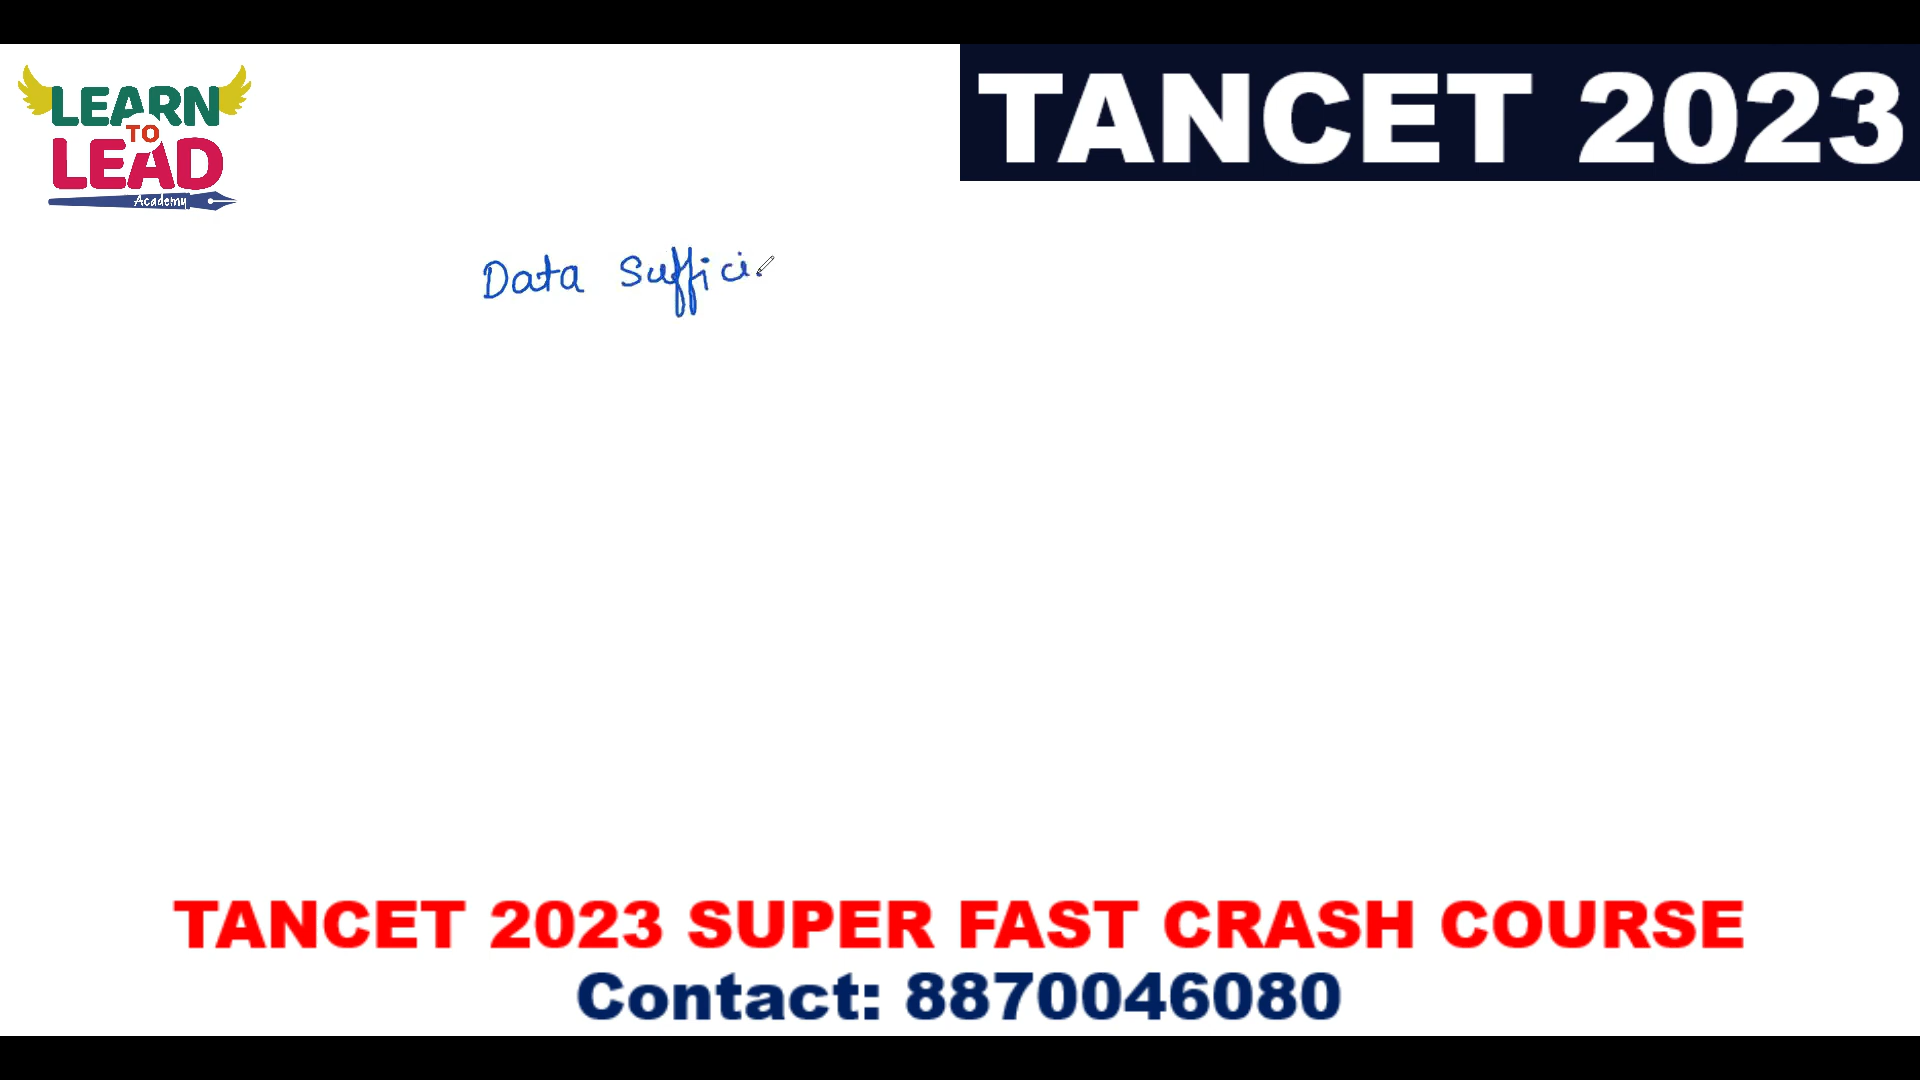 LEARN
TO
LEAD
Academy
TANCET 2023
Data Suffici
TANCET 2023 SUPER FAST CRASH COURSE
Contact: 8870046080